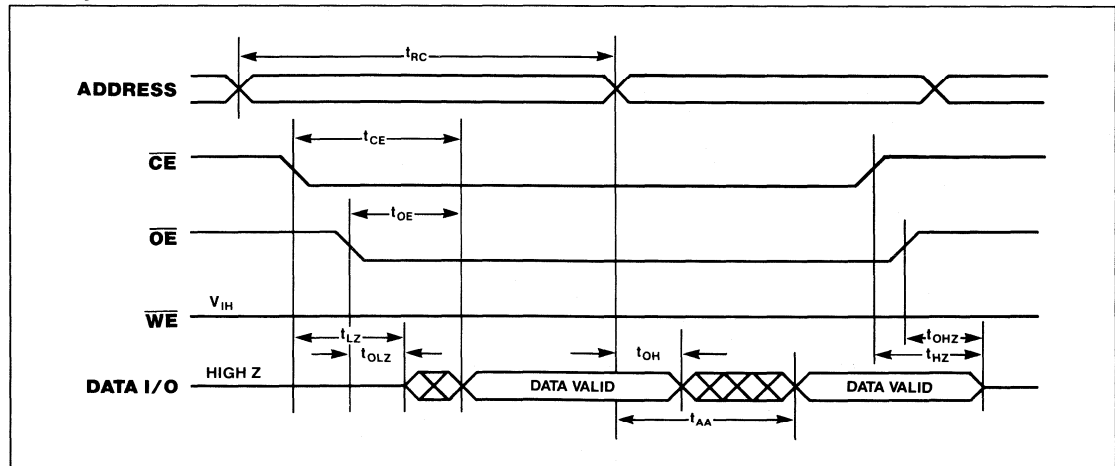 tRC
ADDRESS
tCE
CE
tOE
OE
VIH
WE
tLZ
tOHZ
tOLZ
tOH
tHZ
HIGH Z
DATA I/O
DATA VALID
DATA VALID
tAA